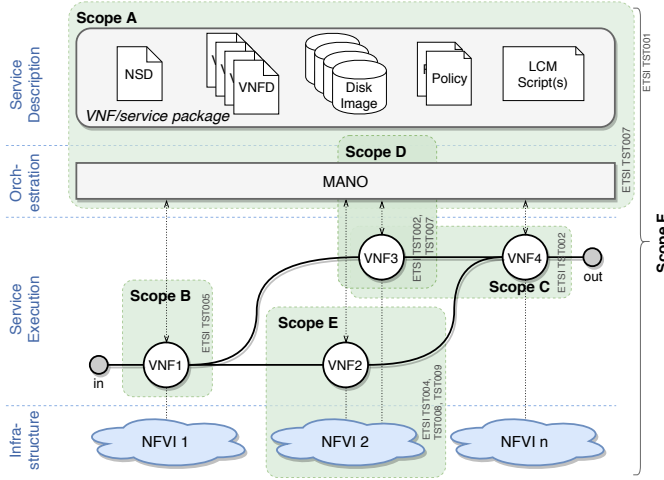 Scope A
ETSI TST001
NSD
VNFD
Disk
Image
Policy
LCM
Script(s)
VNF/service package
Service
Description
ETSI TST007
Scope D
Orch-
estration
MANO
ETSI TST002,
TST007
VNF3
VNF4
ETSI TST002
out
Scope C
Service
Execution
Scope B
ETSI TST005
Scope E
VNF1
VNF2
in
ETSI TST004,
TST008, TST009
Infra-
structure
NFVI 1
NFVI 2
NFVI n